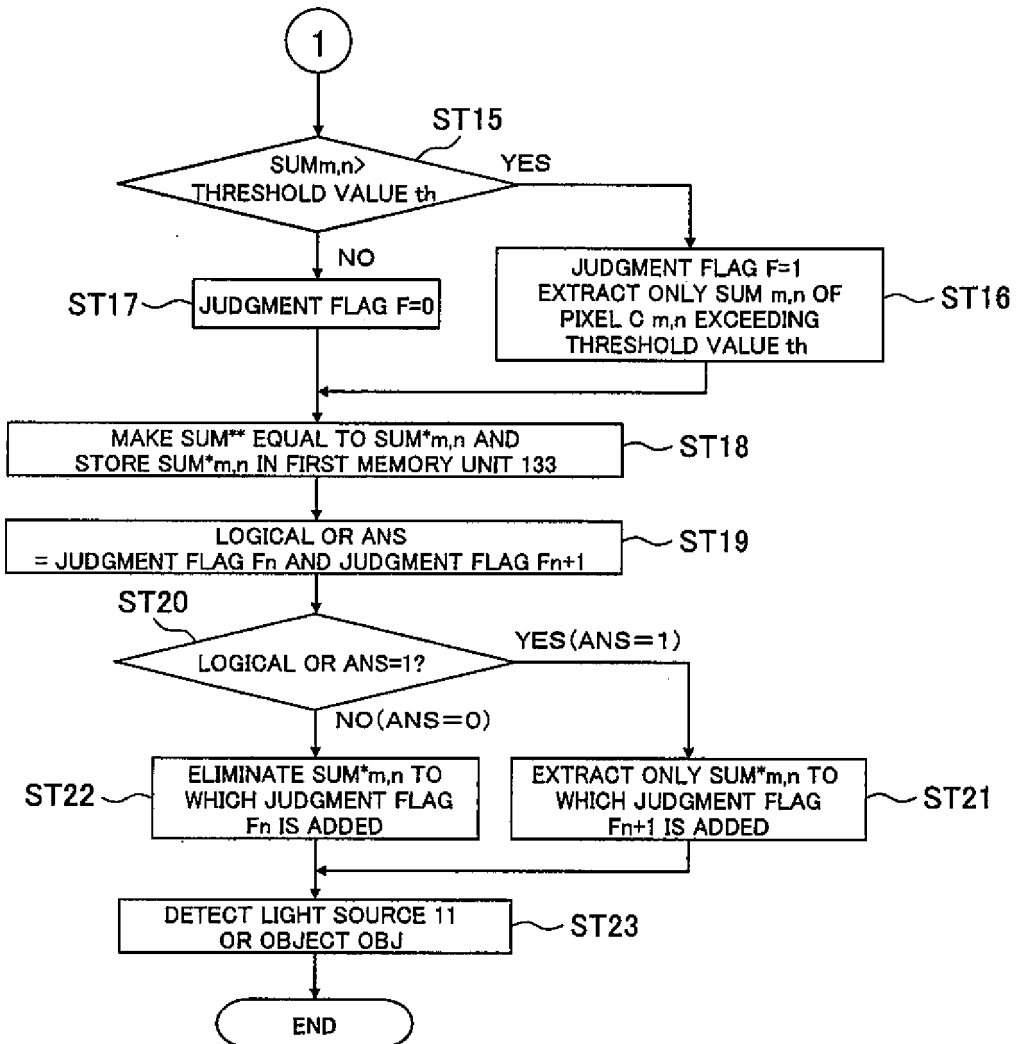 1
ST15
SUMm,n>
THRESHOLD VALUE th
YES
NO
ST17
JUDGMENT FLAG F=0
JUDGMENT FLAG F=1
EXTRACT ONLY SUM m,n OF
PIXEL C m,n EXCEEDING
THRESHOLD VALUE th
ST16
MAKE SUM** EQUAL TO SUM*m,n AND
STORE SUM*m,n IN FIRST MEMORY UNIT 133
ST18
LOGICAL OR ANS
= JUDGMENT FLAG Fn AND JUDGMENT FLAG Fn+1
ST19
ST20
LOGICAL OR ANS=1?
YES(ANS=1)
NO(ANS=0)
ST22
ELIMINATE SUM*m,n TO
WHICH JUDGMENT FLAG
Fn IS ADDED
EXTRACT ONLY SUM*m,n TO
WHICH JUDGMENT FLAG
Fn+1 IS ADDED
ST21
DETECT LIGHT SOURCE 11
OR OBJECT OBJ
ST23
END